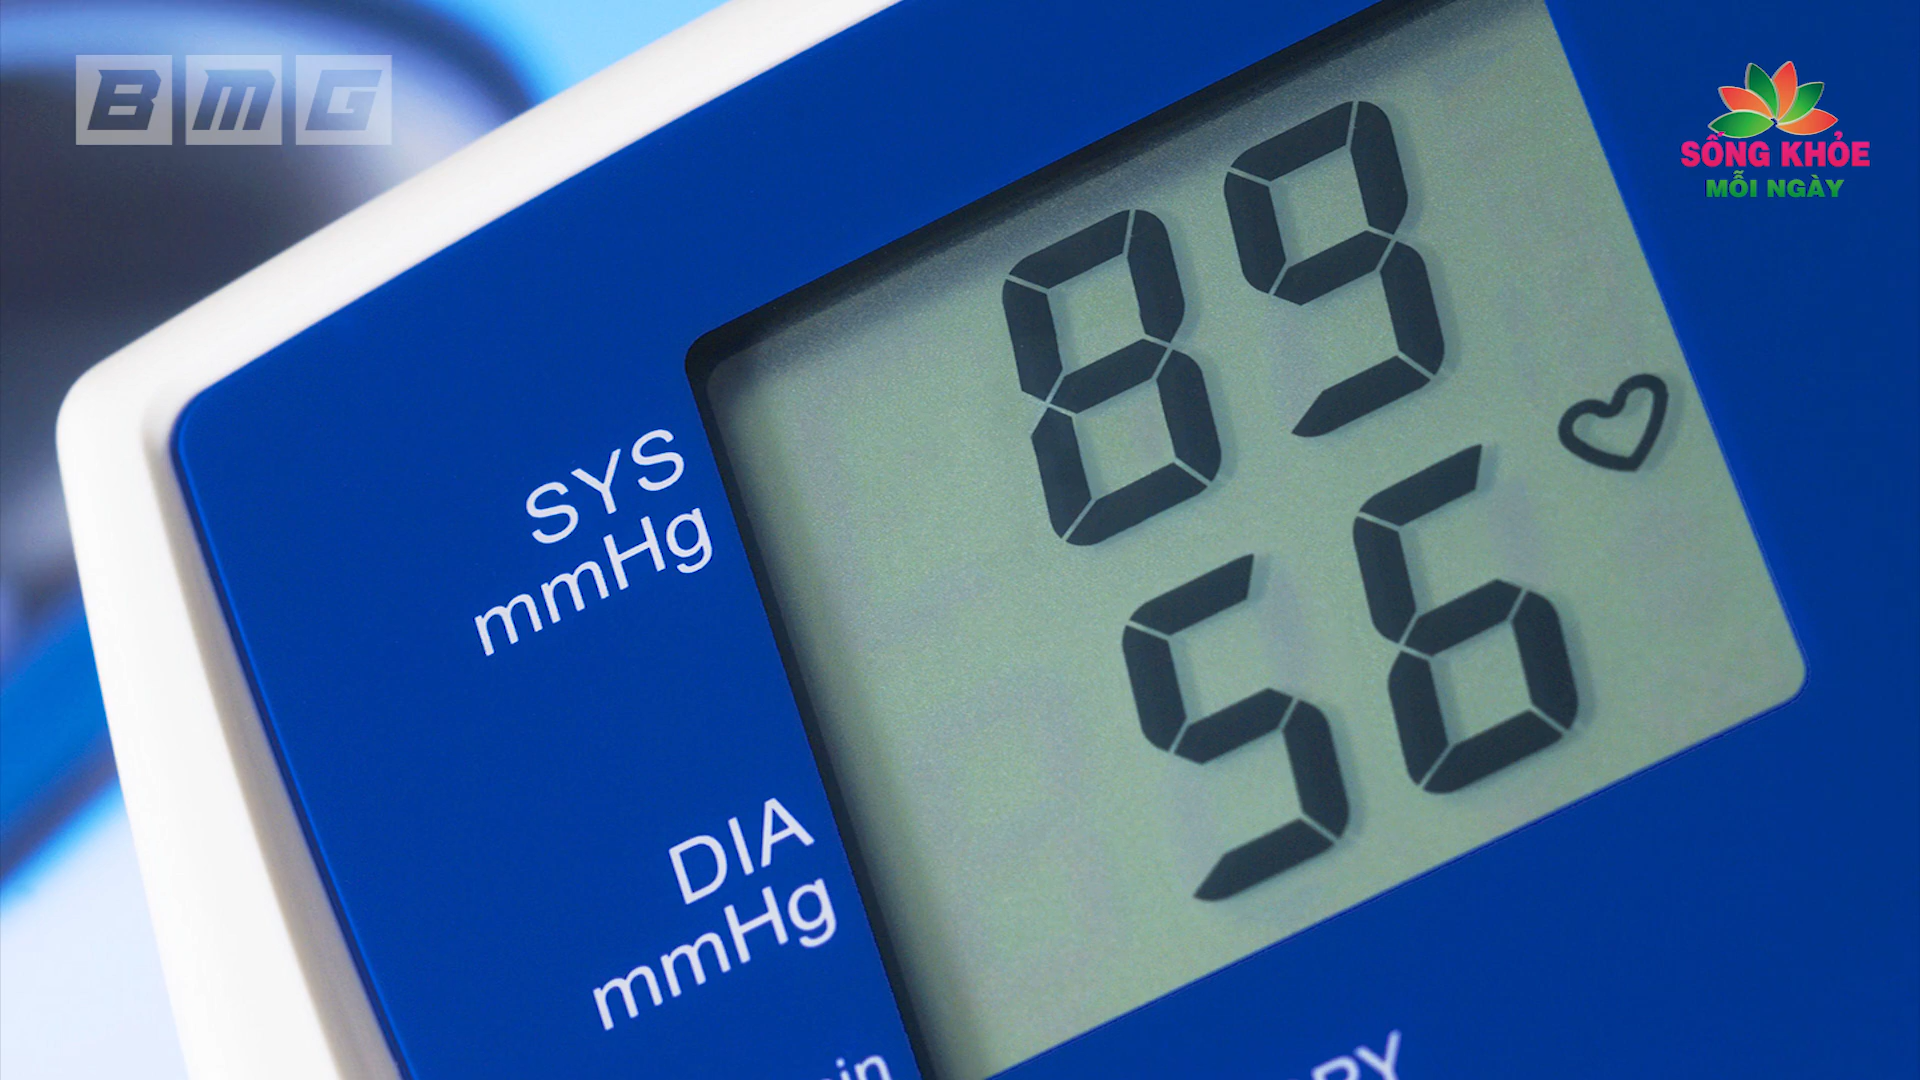 BMG
SỐNG KHỎE
MỖI NGÀY
89
SYS
mmHg
56
DIA
mmHg